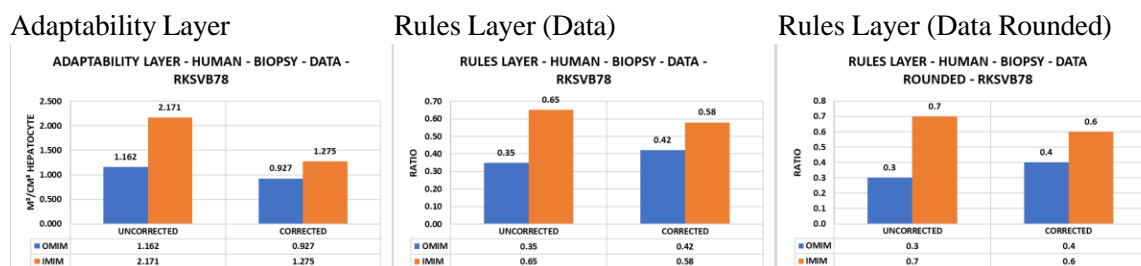 Adaptability Layer
ADAPTABILITY LAYER - HUMAN - BIOPSY - DATA -
RKSVB78
M²/CM³ HEPATOCYTE
2.500
2.000
1.500
1.000
0.500
0.000
1.162
2.171
0.927
1.275
UNCORRECTED CORRECTED
OMIM 1.162 0.927
IMIM 2.171 1.275
Rules Layer (Data)
RULES LAYER - HUMAN - BIOPSY - DATA -
RKSVB78
RATIO
0.70
0.60
0.50
0.40
0.30
0.20
0.10
0.00
0.35
0.65
0.42
0.58
UNCORRECTED CORRECTED
OMIM 0.35 0.42
IMIM 0.65 0.58
Rules Layer (Data Rounded)
RULES LAYER - HUMAN - BIOPSY - DATA
ROUNDED - RKSVB78
RATIO
0.8
0.7
0.6
0.5
0.4
0.3
0.2
0.1
0.0
0.3
0.7
0.4
0.6
UNCORRECTED CORRECTED
OMIM 0.3 0.4
IMIM 0.7 0.6